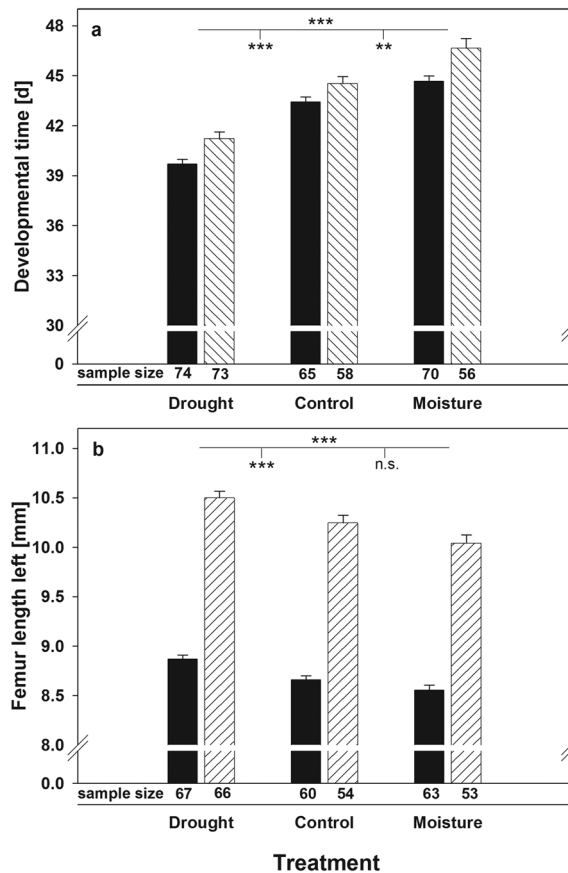 a
***
***
**
Developmental time [d]
48
45
42
39
36
33
30
0
sample size 74 73 65 58 70 56
Drought Control Moisture
b
***
***
n.s.
Femur length left [mm]
11.0
10.5
10.0
9.5
9.0
8.5
8.0
0.0
sample size 67 66 60 54 63 53
Drought Control Moisture
Treatment